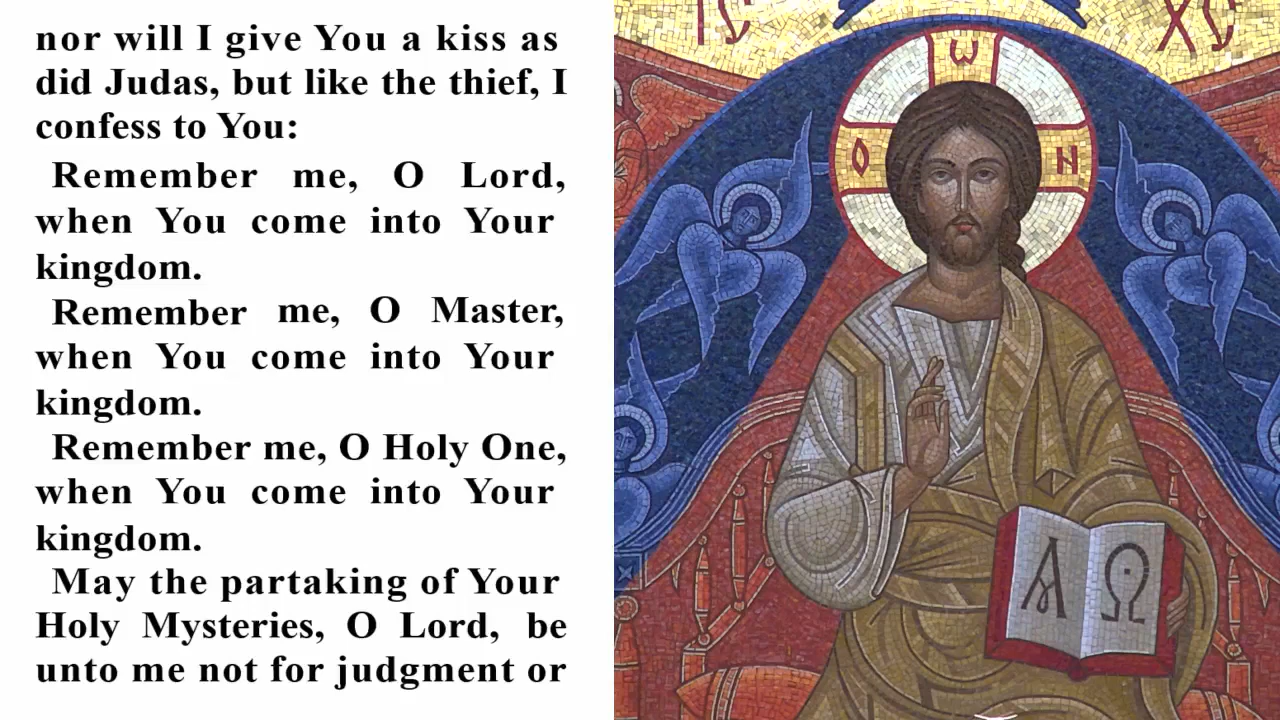 nor will I give You a kiss as
did Judas, but like the thief, I
confess to You:
Remember me, O Lord,
when You come into Your
kingdom.
Remember me, O Master,
when You come into Your
kingdom.
Remember me, O Holy One,
when You come into Your
kingdom.
May the partaking of Your
Holy Mysteries, O Lord, be
unto me not for judgment or
IC XC
Ѡ
O N
Α Ω